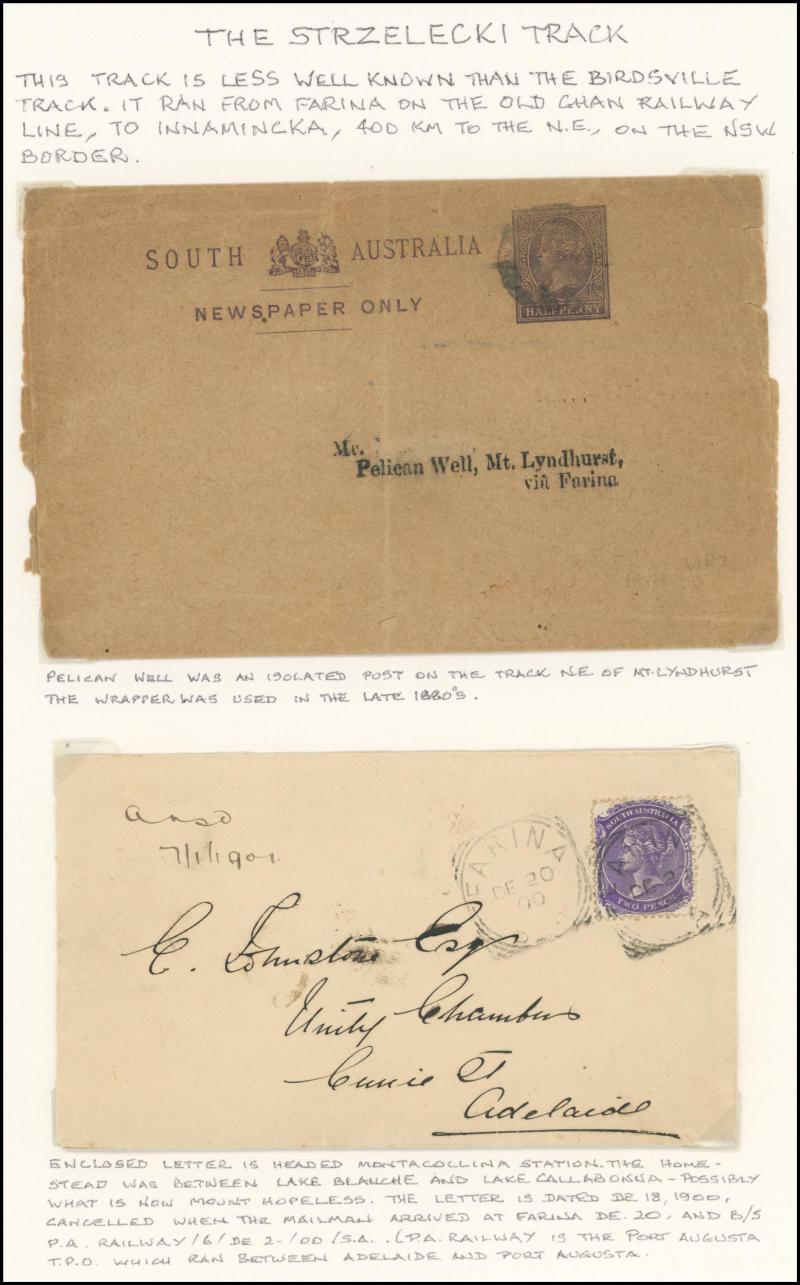 THE STRZELECKI TRACK
THIS TRACK IS LESS WELL KNOWN THAN THE BIRDSVILLE
TRACK. IT RAN FROM FARINA ON THE OLD GHAN RAILWAY
LINE, TO INNAMINCKA, 400 KM TO THE N.E., ON THE NSW
BORDER.
SOUTH AUSTRALIA
NEWSPAPER ONLY
HALFPENNY
Mr.
Pelican Well, Mt. Lyndhurst,
viâ Farina
PELICAN WELL WAS AN ISOLATED POST ON THE TRACK N.E. OF MT. LYNDHURST
THE WRAPPER WAS USED IN THE LATE 1880"S.
SOUTH AUSTRALIA
TWO PENCE
FARINA
DE 20
00
7/1/1901
C. Johnstone Esq
Unity Chambers
Currie St
Adelaide
ENCLOSED LETTER IS HEADED MONTACOLLINA STATION. THE HOME-
STEAD WAS BETWEEN LAKE BLANCHE AND LAKE CALLABONNA - POSSIBLY
WHAT IS NOW MOUNT HOPELESS. THE LETTER IS DATED DE 18, 1900,
CANCELLED WHEN THE MAILMAN ARRIVED AT FARINA DE. 20, AND B/S
P.A. RAILWAY/6/DE 2-/00/S.A. . (P.A. RAILWAY IS THE PORT AUGUSTA
T.P.O. WHICH RAN BETWEEN ADELAIDE AND PORT AUGUSTA.